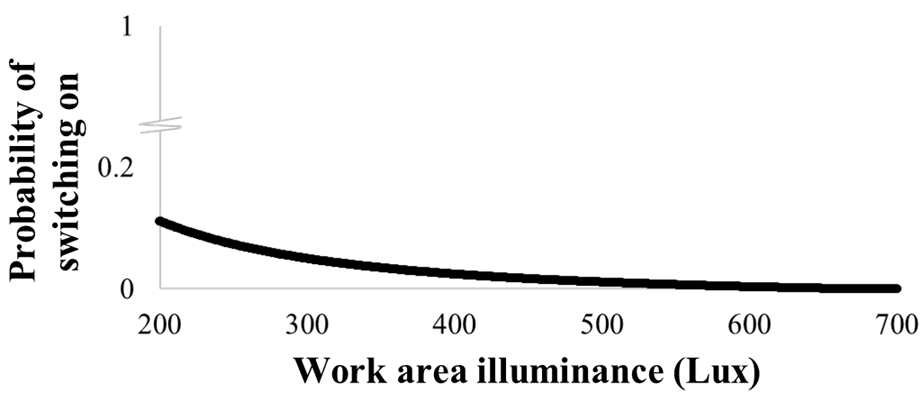 Probability of
switching on
1
0.2
0
200 300 400 500 600 700
Work area illuminance (Lux)